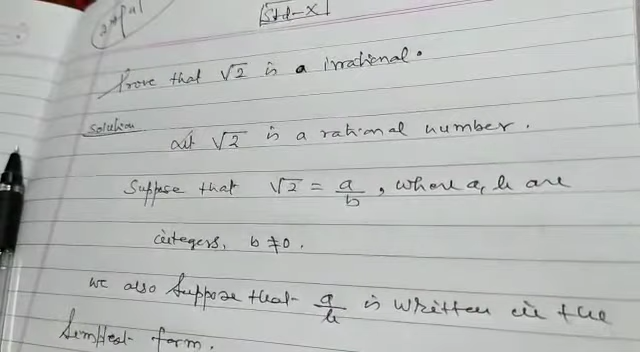 Std-X
Prove that √2 is a irrational.
Solution
Let √2 is a rational number.
Suppose that √2 = a/b, where a, b are
integers, b ≠ 0.
we also suppose that a/b is written in the
simplest form.